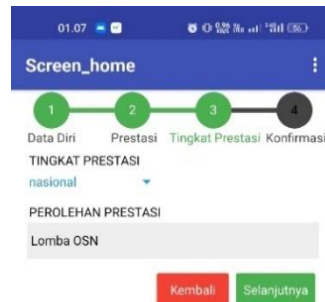 01.07
Screen_home
1 2 3 4
Data Diri Prestasi Tingkat Prestasi Konfirmasi
TINGKAT PRESTASI
nasional
PEROLEHAN PRESTASI
Lomba OSN
Kembali Selanjutnya